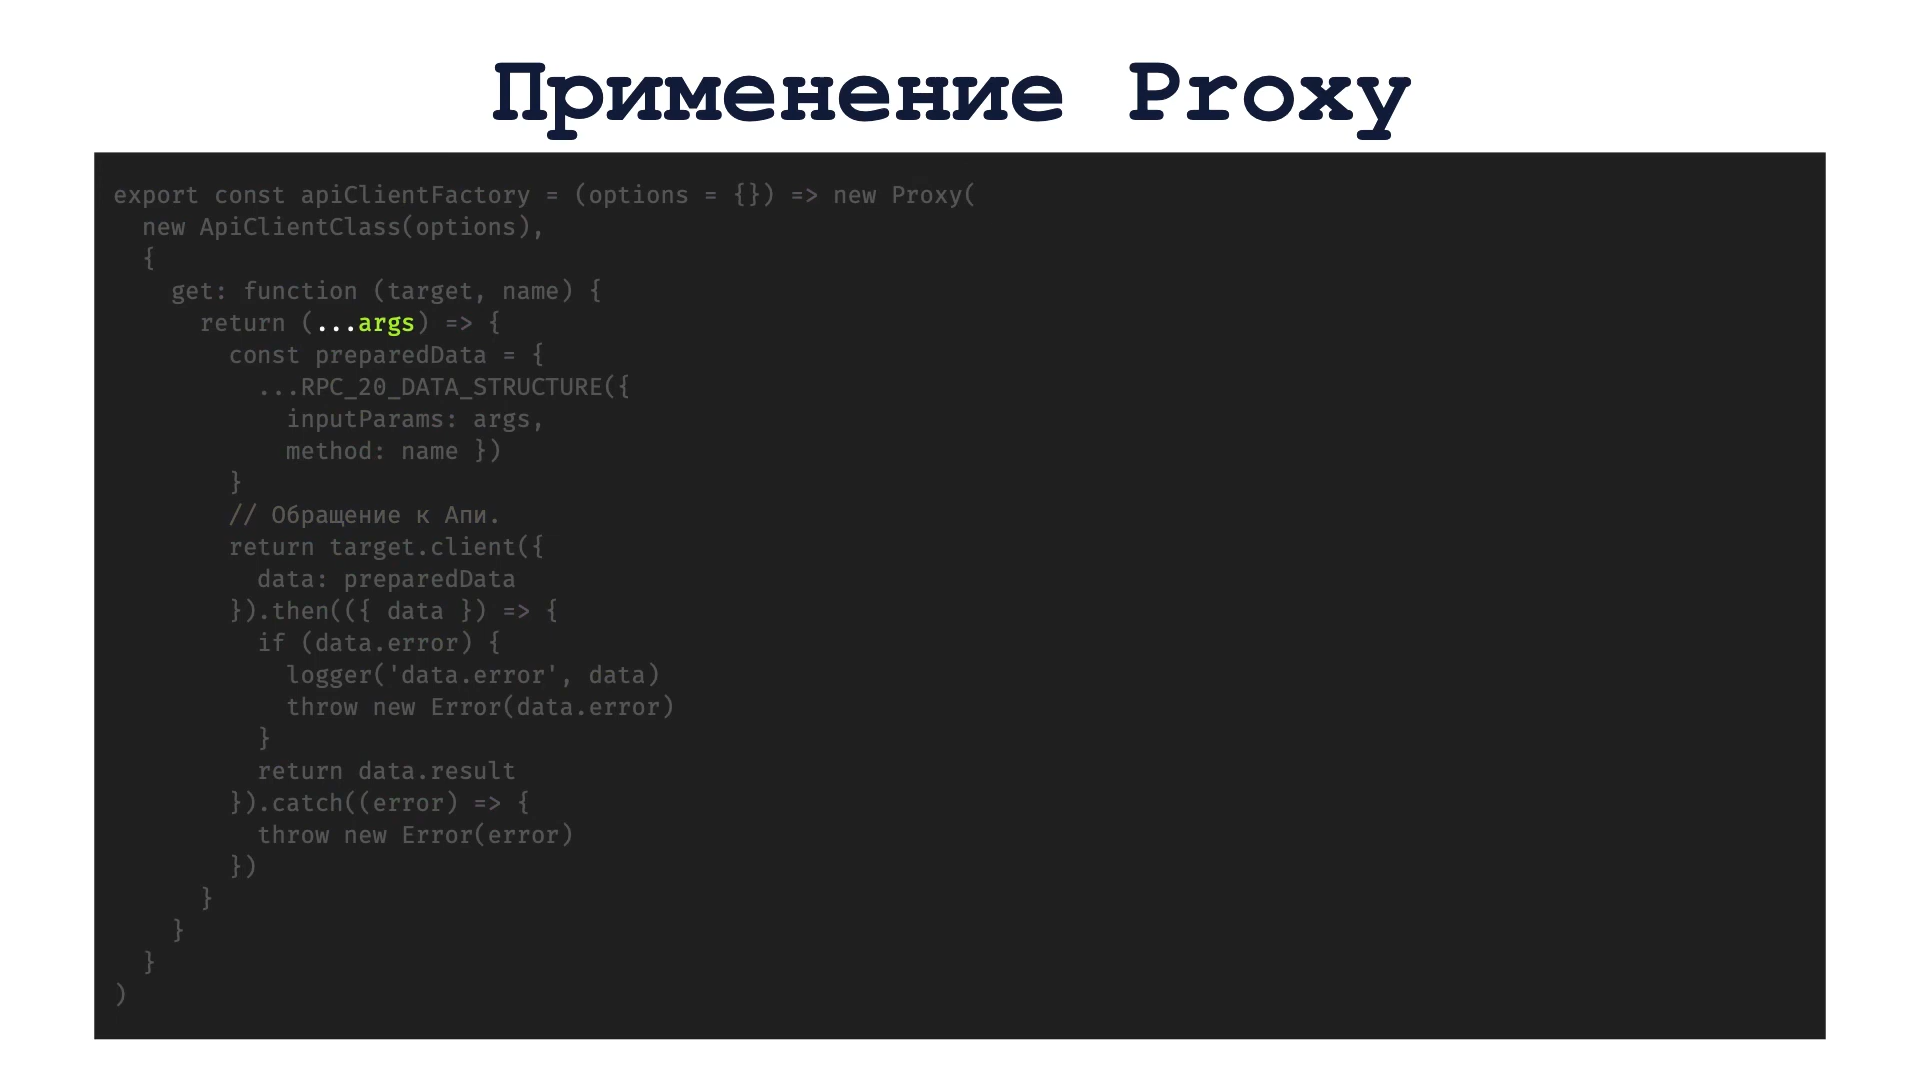 Применение Proxy
export const apiClientFactory = (options = {}) => new Proxy(
  new ApiClientClass(options),
  {
    get: function (target, name) {
      return (...args) => {
        const preparedData = {
          ...RPC_20_DATA_STRUCTURE({
            inputParams: args,
            method: name })
        }
        // Обращение к Апи.
        return target.client({
          data: preparedData
        }).then(({ data }) => {
          if (data.error) {
            logger('data.error', data)
            throw new Error(data.error)
          }
          return data.result
        }).catch((error) => {
          throw new Error(error)
        })
      }
    }
  }
)